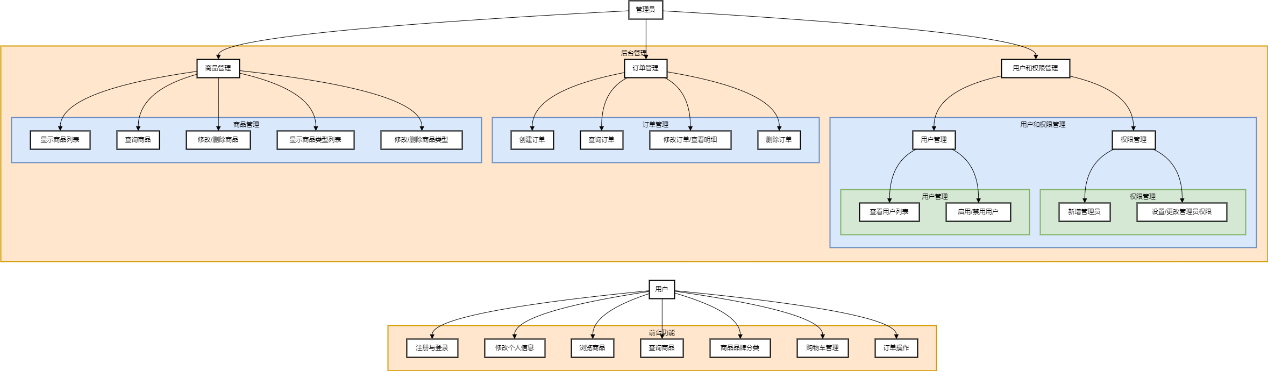 管理员
后台管理
商品管理
订单管理
用户和权限管理
商品管理
订单管理
用户和权限管理
显示商品列表
查询商品
修改/删除商品
显示商品类型列表
修改/删除商品类型
创建订单
查询订单
修改订单/查看明细
删除订单
用户管理
权限管理
用户管理
权限管理
查看用户列表
启用/禁用用户
新增管理员
设置/更改管理员权限
用户
前台功能
注册与登录
修改个人信息
浏览商品
查询商品
商品品牌分类
购物车管理
订单操作